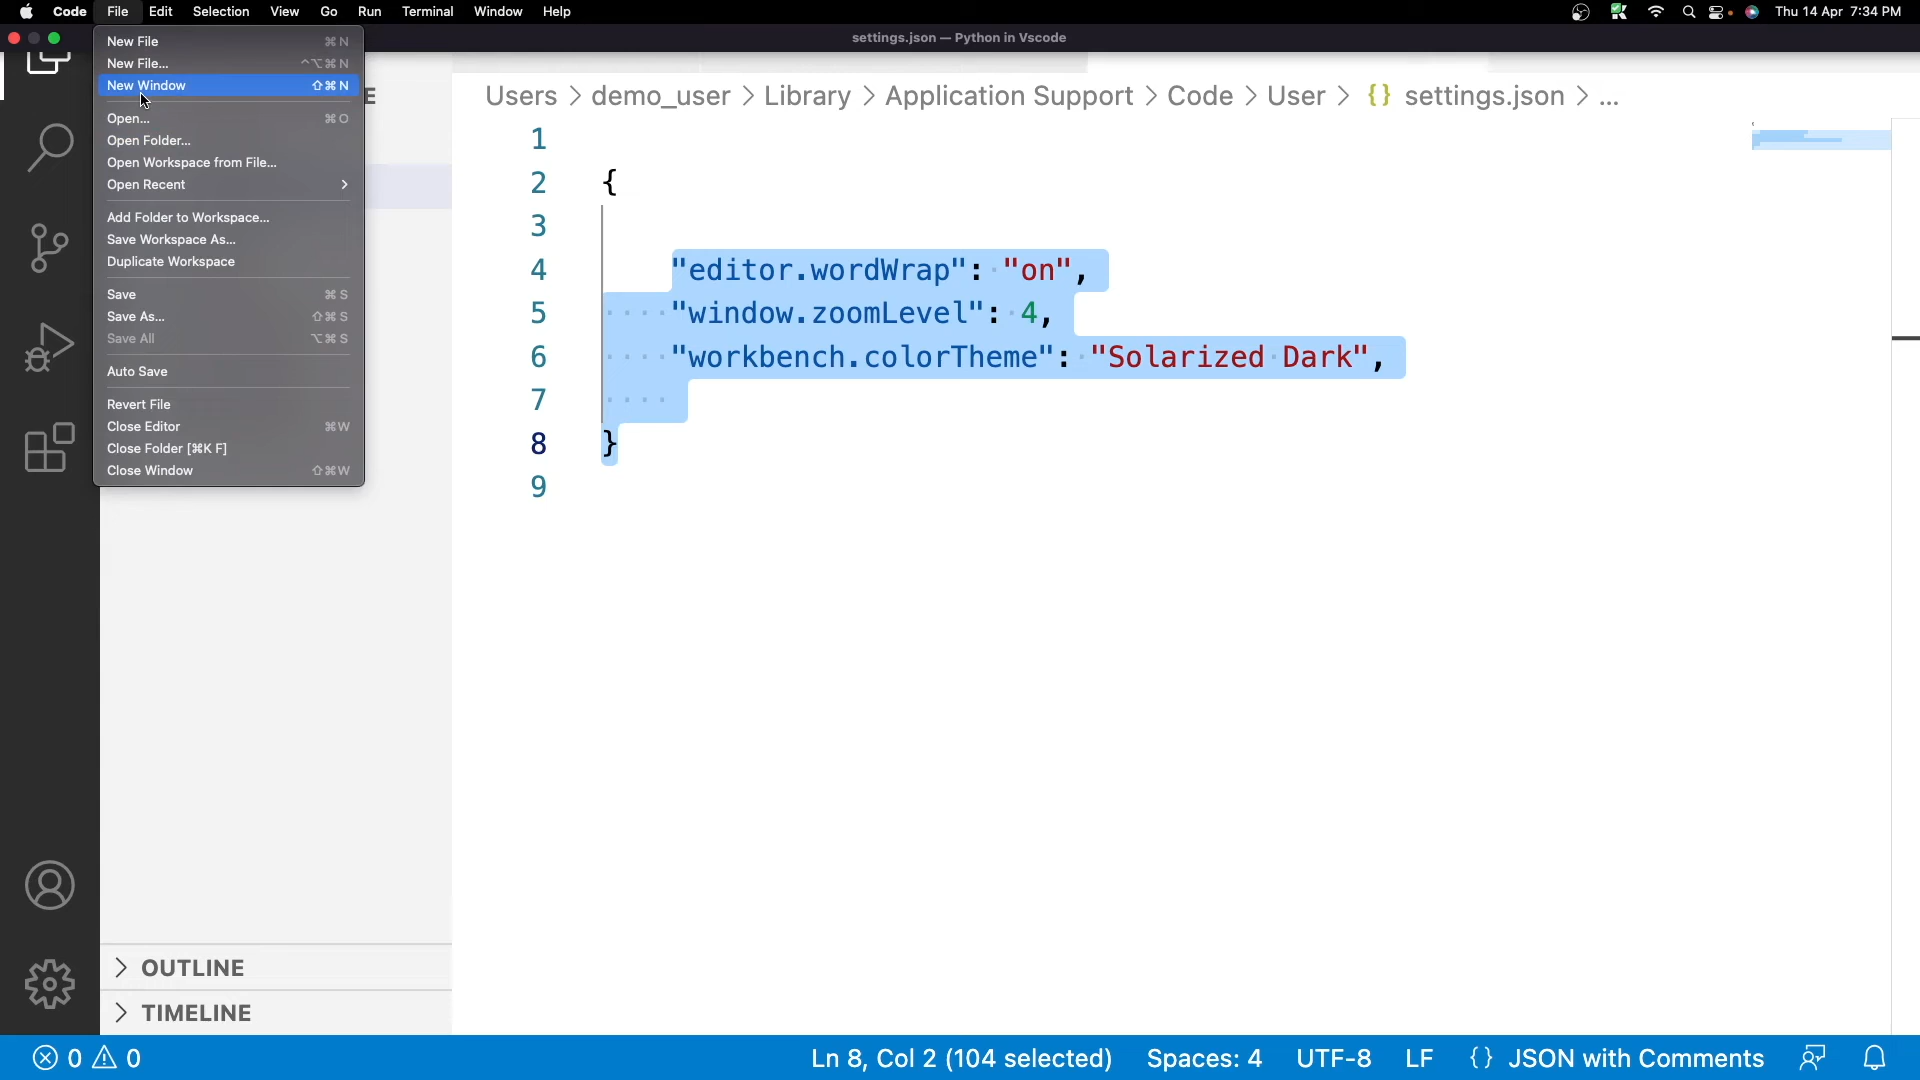 Code File Edit Selection View Go Run Terminal Window Help
Thu 14 Apr 7:34 PM
settings.json — Python in Vscode
New File ⌘ N
New File... ^⌥⌘ N
New Window ⇧⌘ N
Open... ⌘ O
Open Folder...
Open Workspace from File...
Open Recent >
Add Folder to Workspace...
Save Workspace As...
Duplicate Workspace
Save ⌘ S
Save As... ⇧⌘ S
Save All ⌥⌘ S
Auto Save
Revert File
Close Editor ⌘W
Close Folder [⌘K F]
Close Window ⇧⌘W
E
Users > demo_user > Library > Application Support > Code > User > {} settings.json > ...
1
2 {
3
4 "editor.wordWrap": "on",
5 "window.zoomLevel": 4,
6 "workbench.colorTheme": "Solarized Dark",
7
8 }
9
> OUTLINE
> TIMELINE
0 0
Ln 8, Col 2 (104 selected) Spaces: 4 UTF-8 LF {} JSON with Comments